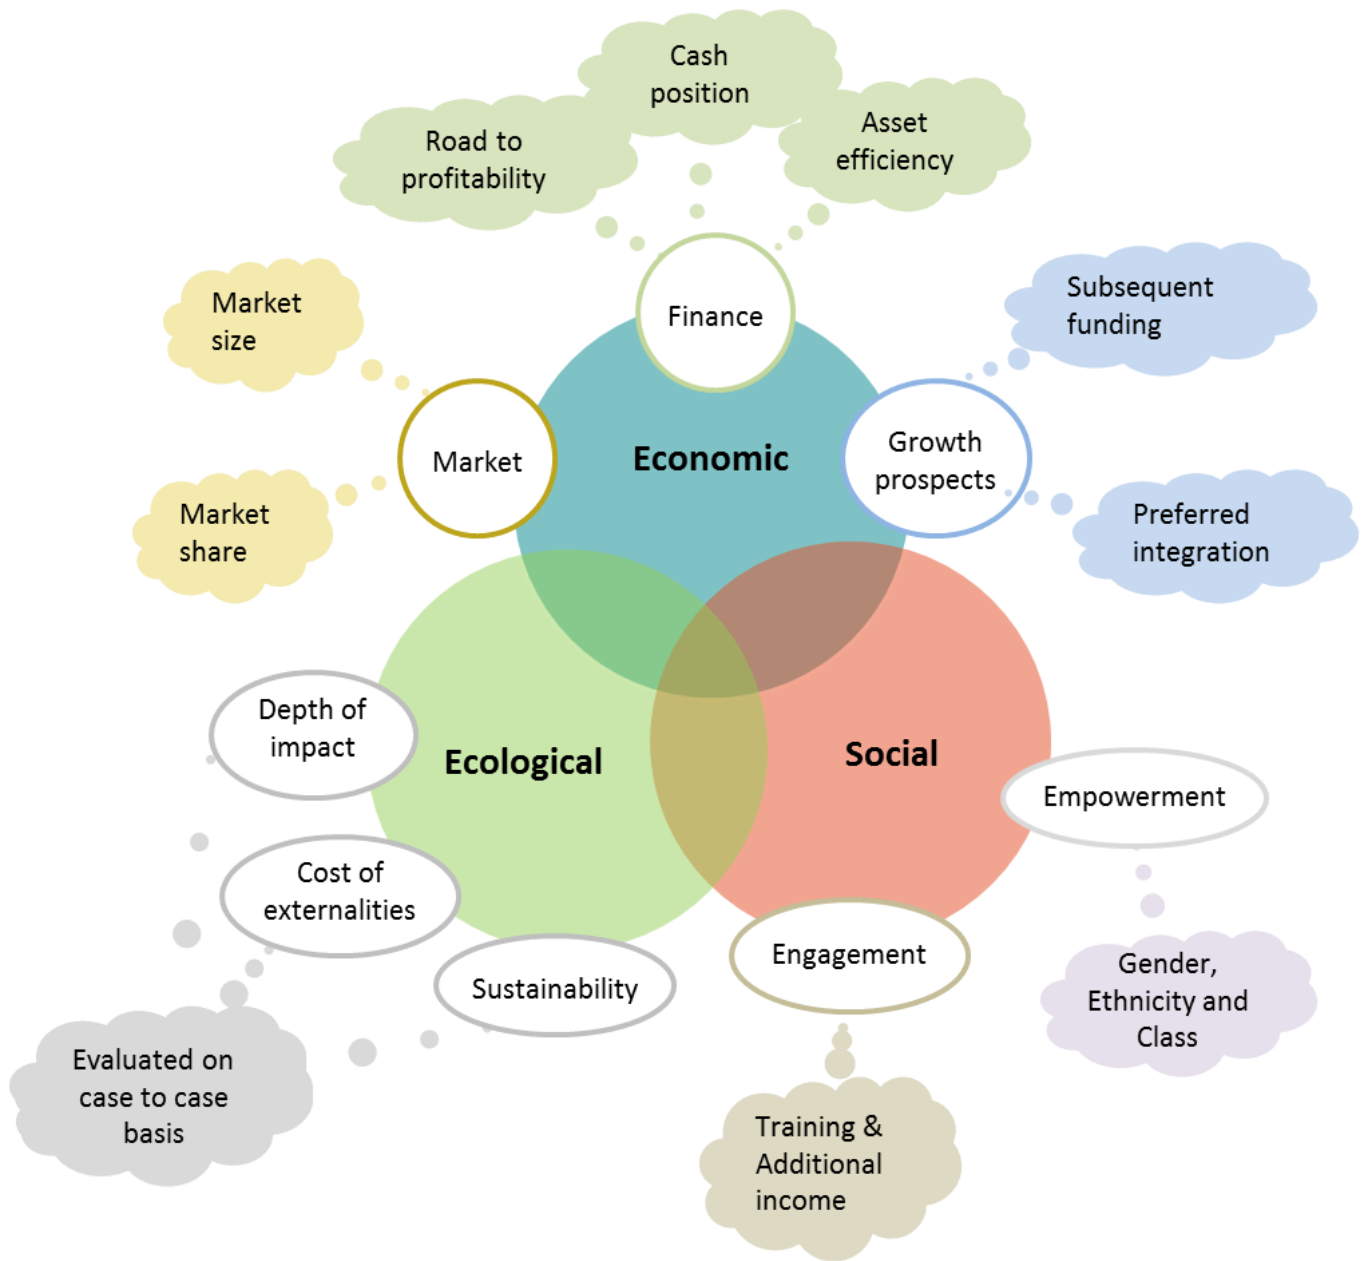 Cash
position
Road to
profitability
Asset
efficiency
Market
size
Finance
Subsequent
funding
Market
Economic
Growth
prospects
Market
share
Preferred
integration
Depth of
impact
Ecological
Social
Empowerment
Cost of
externalities
Sustainability
Engagement
Gender,
Ethnicity and
Class
Evaluated on
case to case
basis
Training &
Additional
income